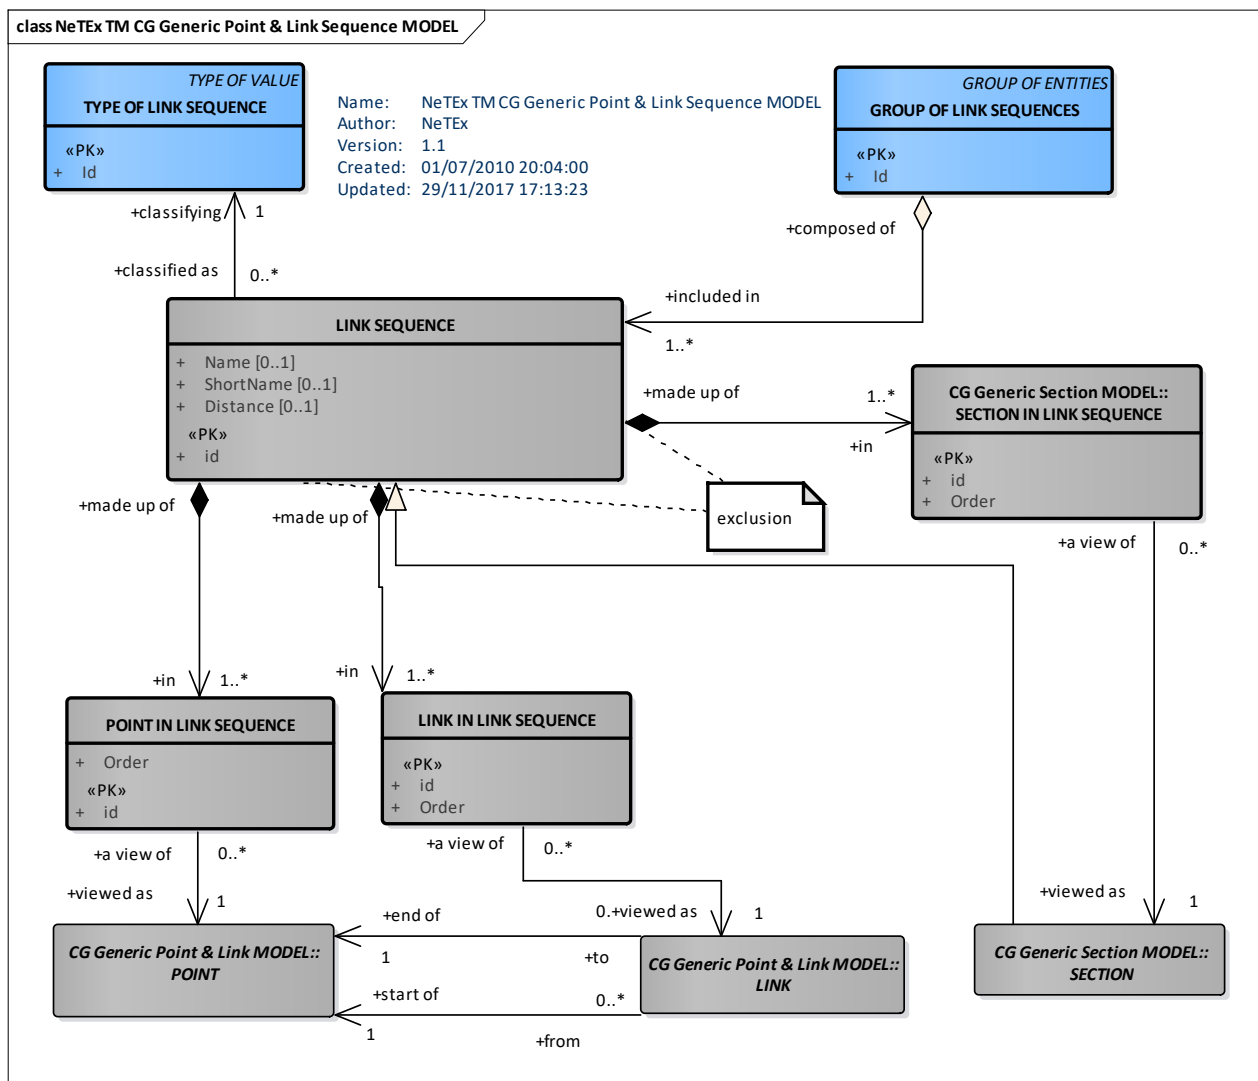 class NeTEx TM CG Generic Point & Link Sequence MODEL
TYPE OF VALUE
TYPE OF LINK SEQUENCE
«PK»
+ Id
Name: NeTEx TM CG Generic Point & Link Sequence MODEL
Author: NeTEx
Version: 1.1
Created: 01/07/2010 20:04:00
Updated: 29/11/2017 17:13:23
GROUP OF ENTITIES
GROUP OF LINK SEQUENCES
«PK»
+ Id
+classifying 1
+composed of
+classified as 0..*
+included in
1..*
LINK SEQUENCE
+ Name [0..1]
+ ShortName [0..1]
+ Distance [0..1]
«PK»
+ id
+made up of 1..*
+in
CG Generic Section MODEL::
SECTION IN LINK SEQUENCE
«PK»
+ id
+ Order
+made up of
+made up of
exclusion
+a view of 0..*
+in 1..*
+in 1..*
POINT IN LINK SEQUENCE
+ Order
«PK»
+ id
LINK IN LINK SEQUENCE
«PK»
+ id
+ Order
+a view of 0..*
+a view of 0..*
+viewed as 1
+end of
1
0..+viewed as 1
+to
+viewed as 1
CG Generic Point & Link MODEL::
POINT
+start of
1
0..*
+from
CG Generic Point & Link MODEL::
LINK
CG Generic Section MODEL::
SECTION